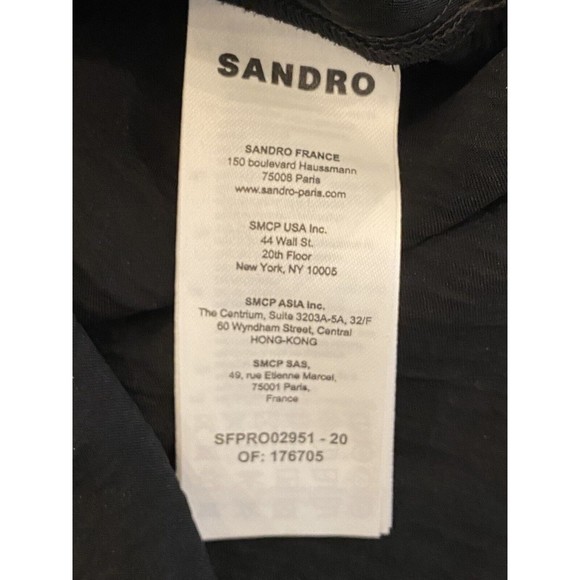 SANDRO
SANDRO FRANCE
150 boulevard Haussmann
75008 Paris
www.sandro-paris.com
SMCP USA Inc.
44 Wall St.
20th Floor
New York, NY 10005
SMCP ASIA Inc.
The Centrium, Suite 3203A-5A, 32/F
60 Wyndham Street, Central
HONG-KONG
SMCP SAS,
49, rue Etienne Marcel,
75001 Paris,
France
SFPRO02951 - 20
OF: 176705